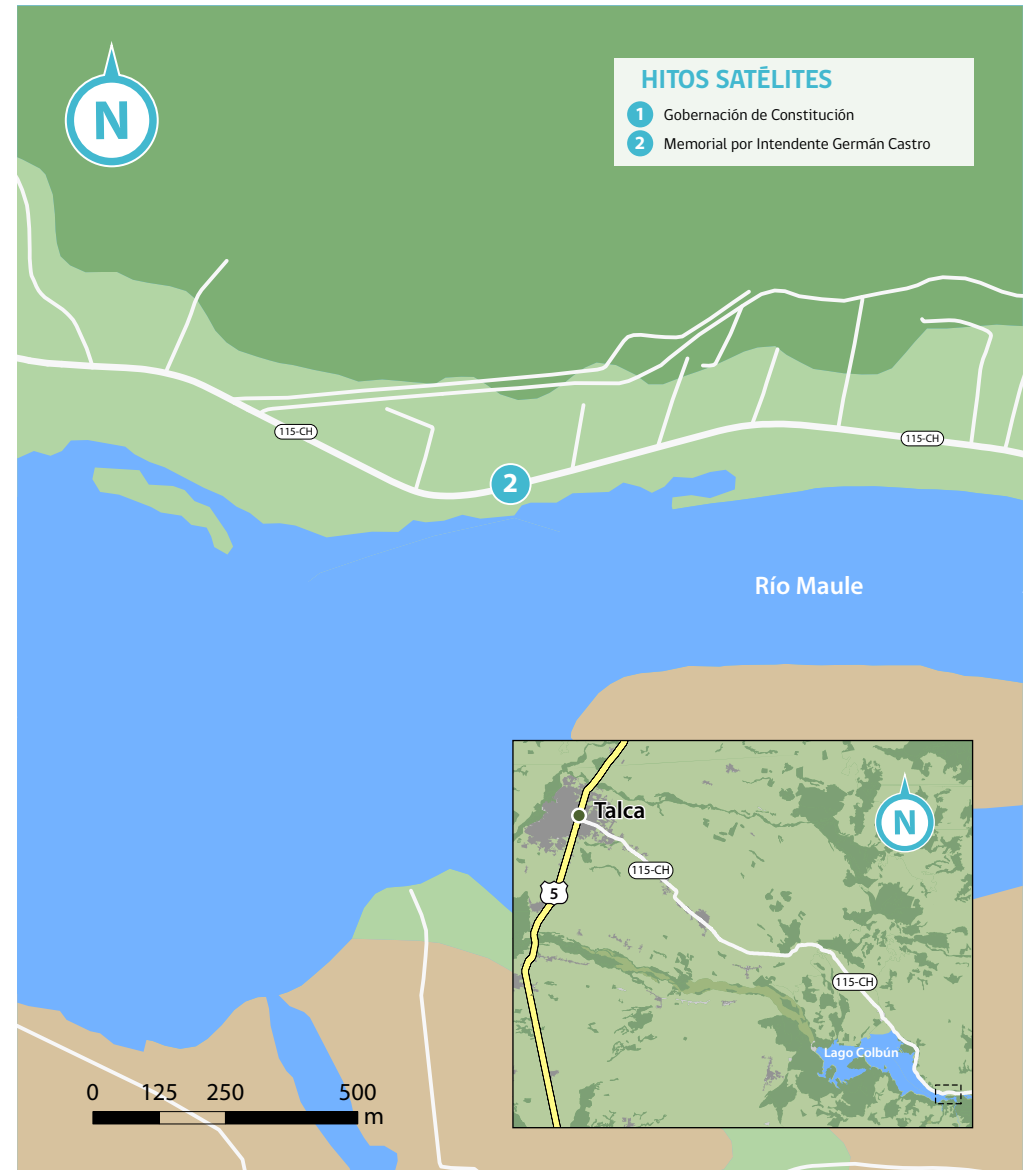 N
HITOS SATÉLITES
1 Gobernación de Constitución
2 Memorial por Intendente Germán Castro
115-CH
115-CH
2
Río Maule
Talca
N
115-CH
5
115-CH
Lago Colbún
0 125 250 500
m